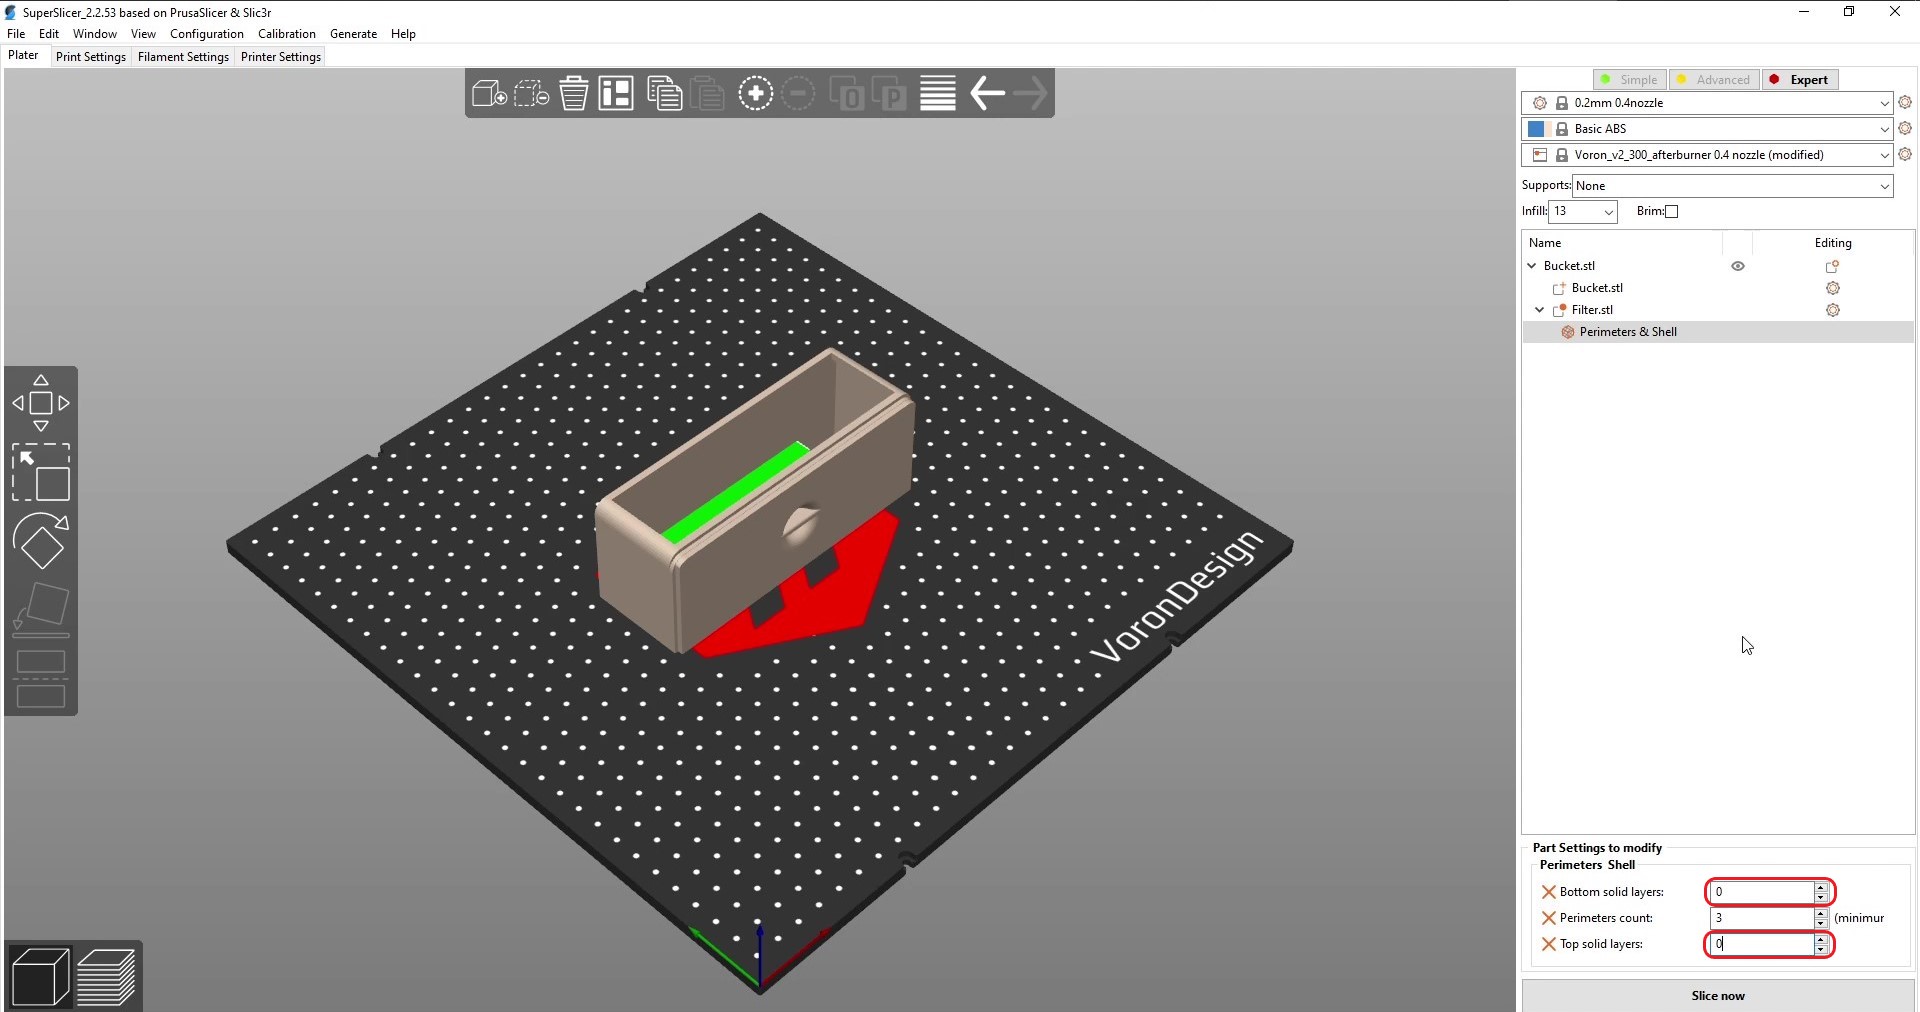 SuperSlicer_2.2.53 based on PrusaSlicer & Slic3r
File Edit Window View Configuration Calibration Generate Help
Plater Print Settings Filament Settings Printer Settings
O P
Simple Advanced Expert
0.2mm 0.4nozzle
Basic ABS
Voron_v2_300_afterburner 0.4 nozzle (modified)
Supports: None
Infill: 13 Brim:
Name Editing
Bucket.stl
Bucket.stl
Filter.stl
Perimeters & Shell
VoronDesign
Part Settings to modify
Perimeters Shell
Bottom solid layers: 0
Perimeters count: 3 (minimur
Top solid layers: 0
Slice now